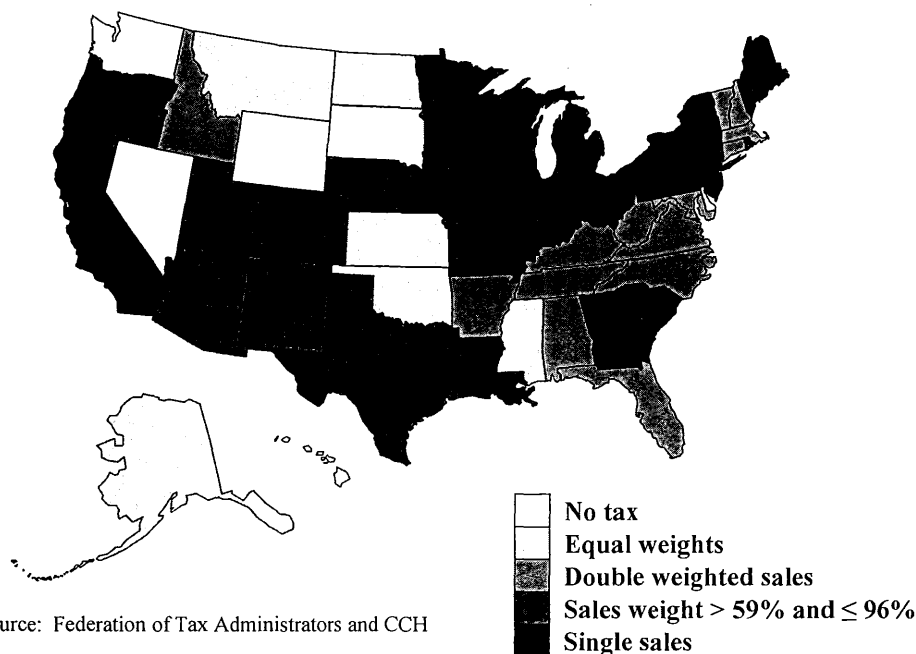 No tax
Equal weights
Double weighted sales
Sales weight > 59% and ≤ 96%
Single sales
urce: Federation of Tax Administrators and CCH